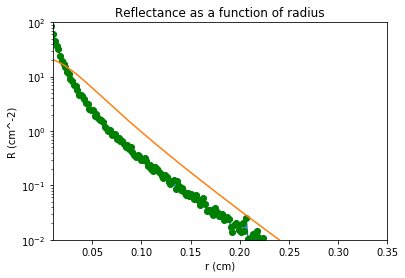 Reflectance as a function of radius
10^2
10^1
10^0
10^-1
10^-2
R (cm^-2)
0.05 0.10 0.15 0.20 0.25 0.30 0.35
r (cm)